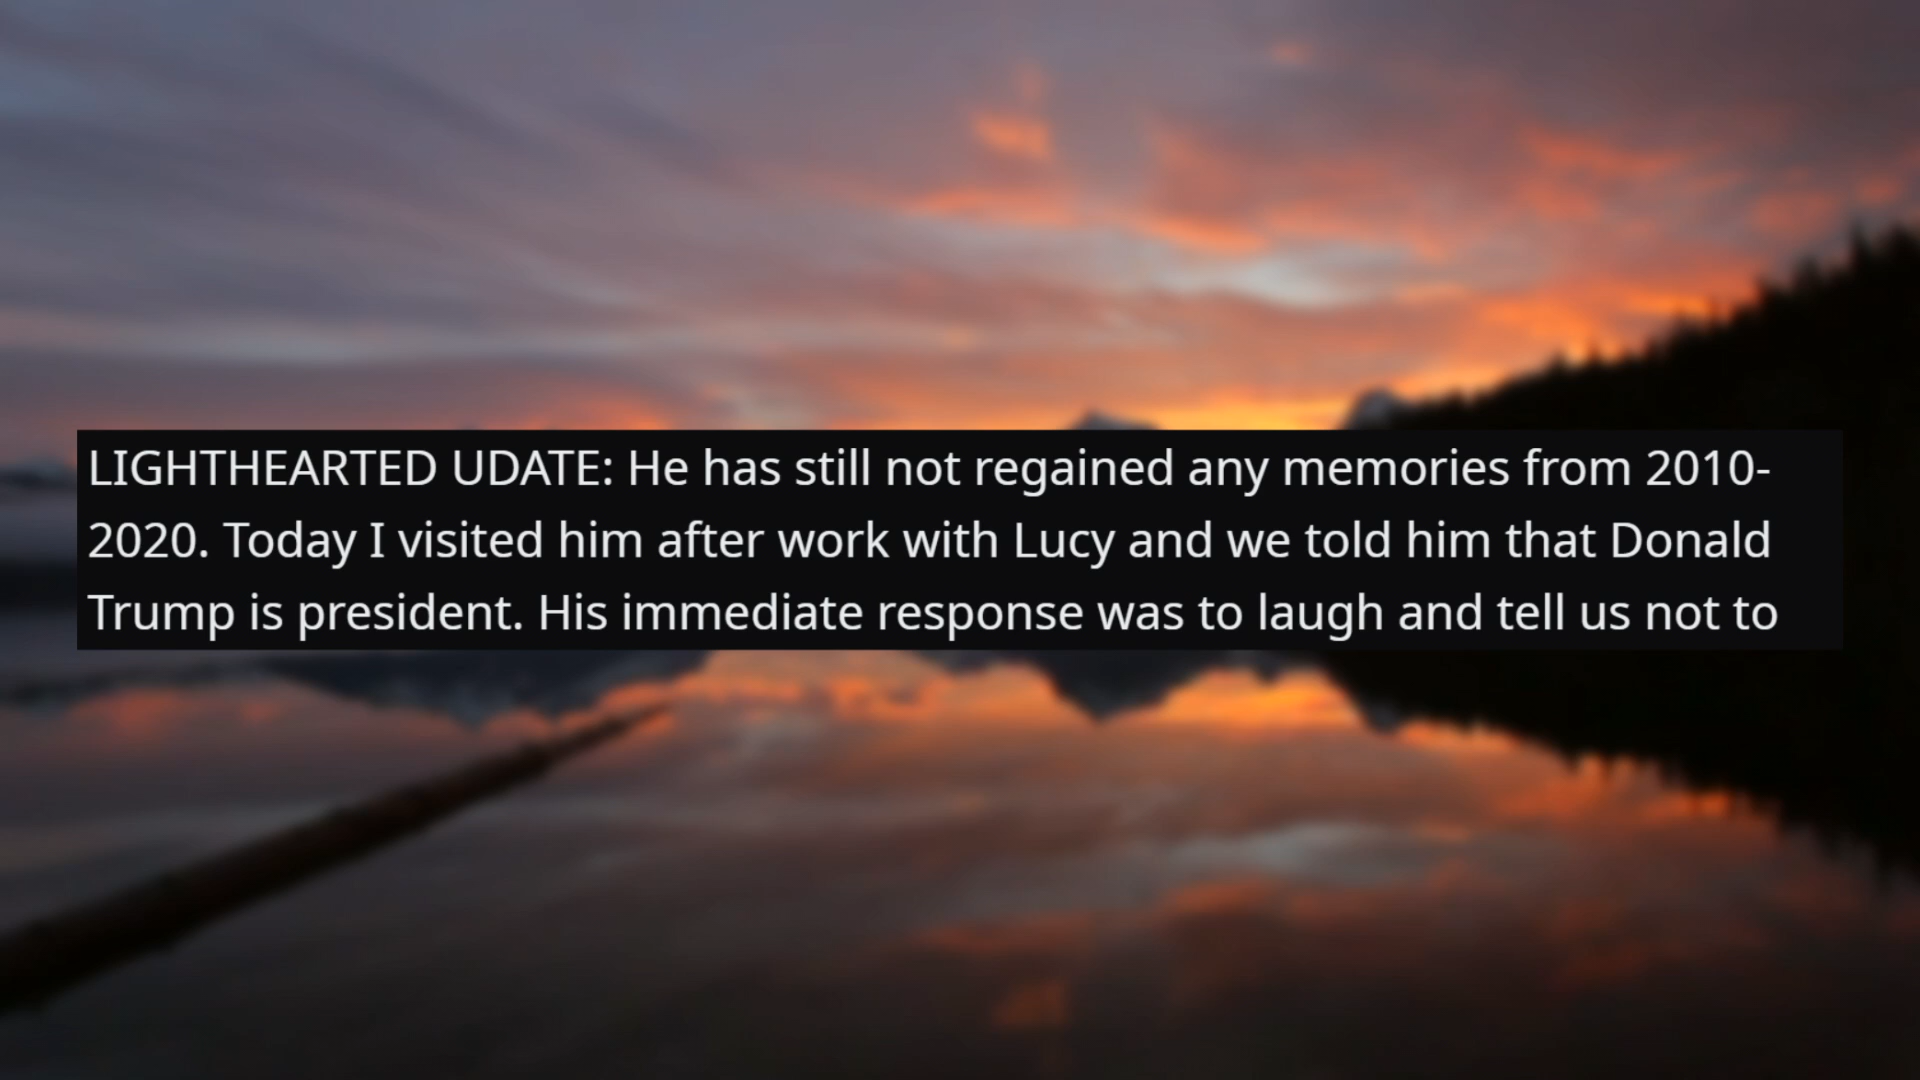 LIGHTHEARTED UDATE: He has still not regained any memories from 2010-
2020. Today I visited him after work with Lucy and we told him that Donald
Trump is president. His immediate response was to laugh and tell us not to